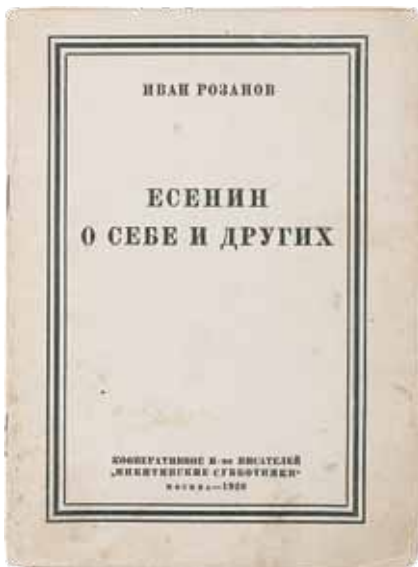 ИВАН РОЗАНОВ
ЕСЕНИН
О СЕБЕ И ДРУГИХ
КООПЕРАТИВНОЕ И-во ПИСАТЕЛЕЙ
„НИКИТИНСКИЕ СУББОТНИКИ“
МОСКВА—1926